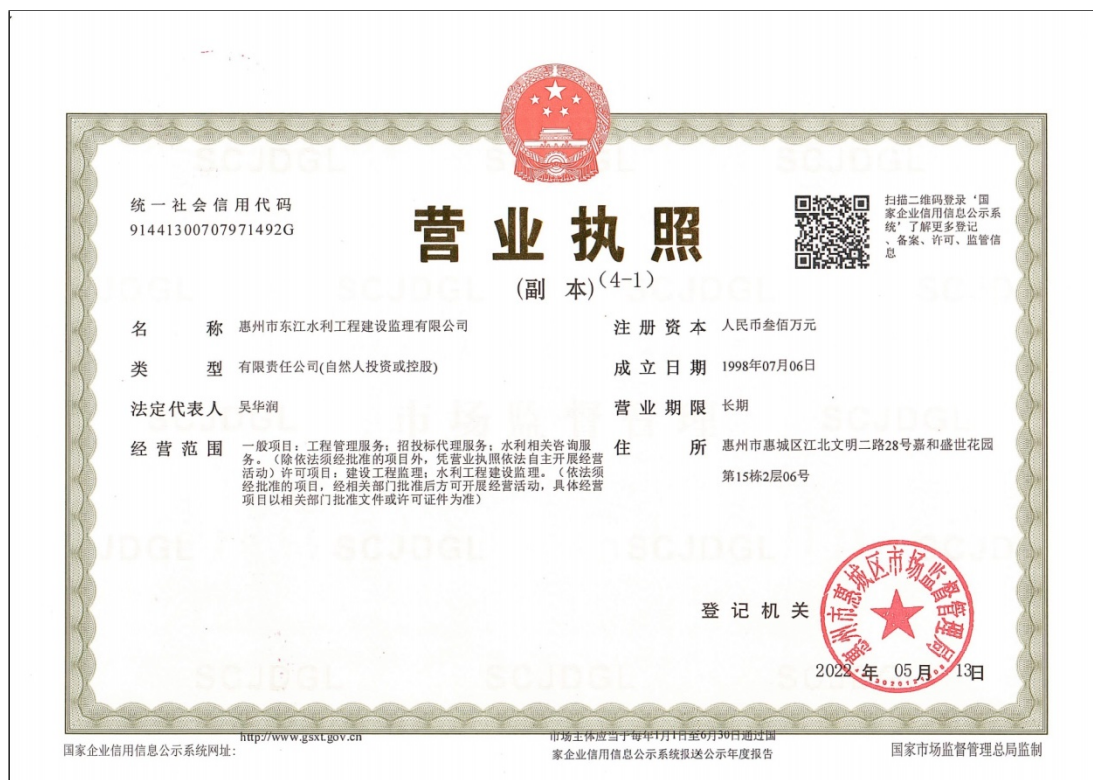 统一社会信用代码
91441300707971492G
营业执照
(副 本)(4-1)
扫描二维码登录‘国
家企业信用信息公示系
统’了解更多登记
、备案、许可、监管信
息
名 称 惠州市东江水利工程建设监理有限公司
类 型 有限责任公司(自然人投资或控股)
法定代表人 吴华润
经营范围 一般项目：工程管理服务；招投标代理服务；水利相关咨询服
务。（除依法须经批准的项目外，凭营业执照依法自主开展经营
活动）许可项目：建设工程监理；水利工程建设监理。（依法须
经批准的项目，经相关部门批准后方可开展经营活动，具体经营
项目以相关部门批准文件或许可证件为准）
注册资本 人民币叁佰万元
成立日期 1998年07月06日
营业期限 长期
住 所 惠州市惠城区江北文明二路28号嘉和盛世花园
第15栋2层06号
登记机关
惠州市惠城区市场监督管理局
2022 年 05 月 13 日
国家企业信用信息公示系统网址：
http://www.gsxt.gov.cn
市场主体应当于每年1月1日至6月30日通过国
家企业信用信息公示系统报送公示年度报告
国家市场监督管理总局监制
SCJDGL
市场监督管理